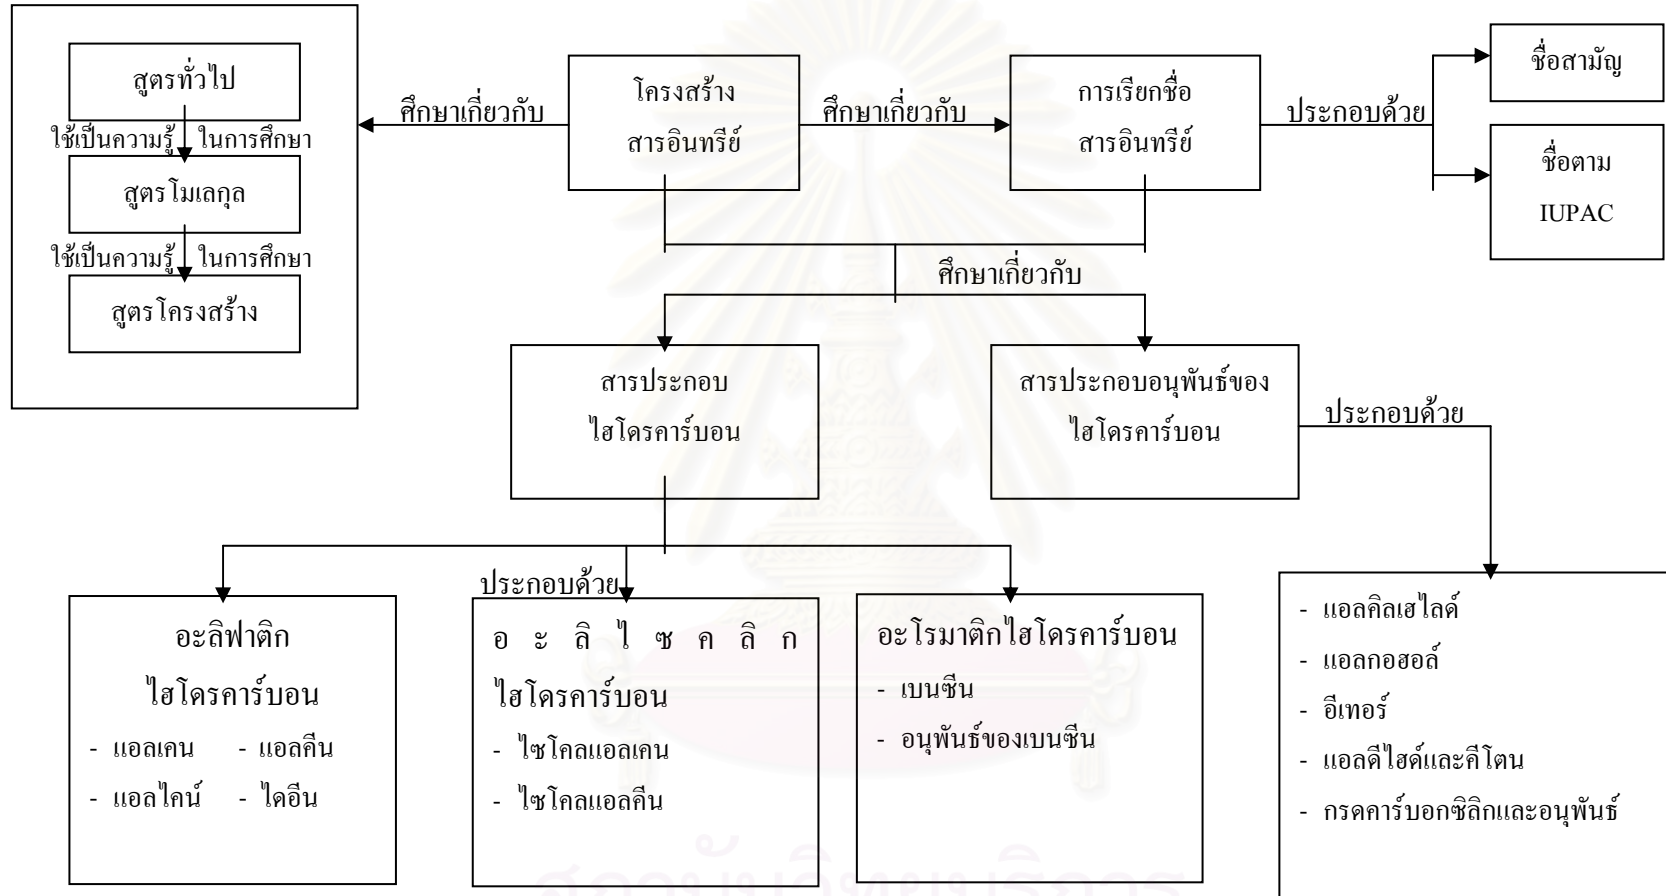 สูตรทั่วไป
ใช้เป็นความรู้ ในการศึกษา
สูตรโมเลกุล
ใช้เป็นความรู้ ในการศึกษา
สูตรโครงสร้าง
ศึกษาเกี่ยวกับ
โครงสร้าง
สารอินทรีย์
ศึกษาเกี่ยวกับ
การเรียกชื่อ
สารอินทรีย์
ประกอบด้วย
ชื่อสามัญ
ชื่อตาม
IUPAC
ศึกษาเกี่ยวกับ
สารประกอบ
ไฮโดรคาร์บอน
สารประกอบอนุพันธ์ของ
ไฮโดรคาร์บอน
ประกอบด้วย
ประกอบด้วย
อะลิฟาติก
ไฮโดรคาร์บอน
- แอลเคน - แอลคีน
- แอลไคน์ - ไดอีน
อ ะ ลิ ไ ซ ค ลิ ก
ไฮโดรคาร์บอน
- ไซโคลแอลเคน
- ไซโคลแอลคีน
อะโรมาติกไฮโดรคาร์บอน
- เบนซีน
- อนุพันธ์ของเบนซีน
- แอลคิลเฮไลด์
- แอลกอฮอล์
- อีเทอร์
- แอลดีไฮด์และคีโตน
- กรดคาร์บอกซิลิกและอนุพันธ์
สถาบันวิทยบริการ